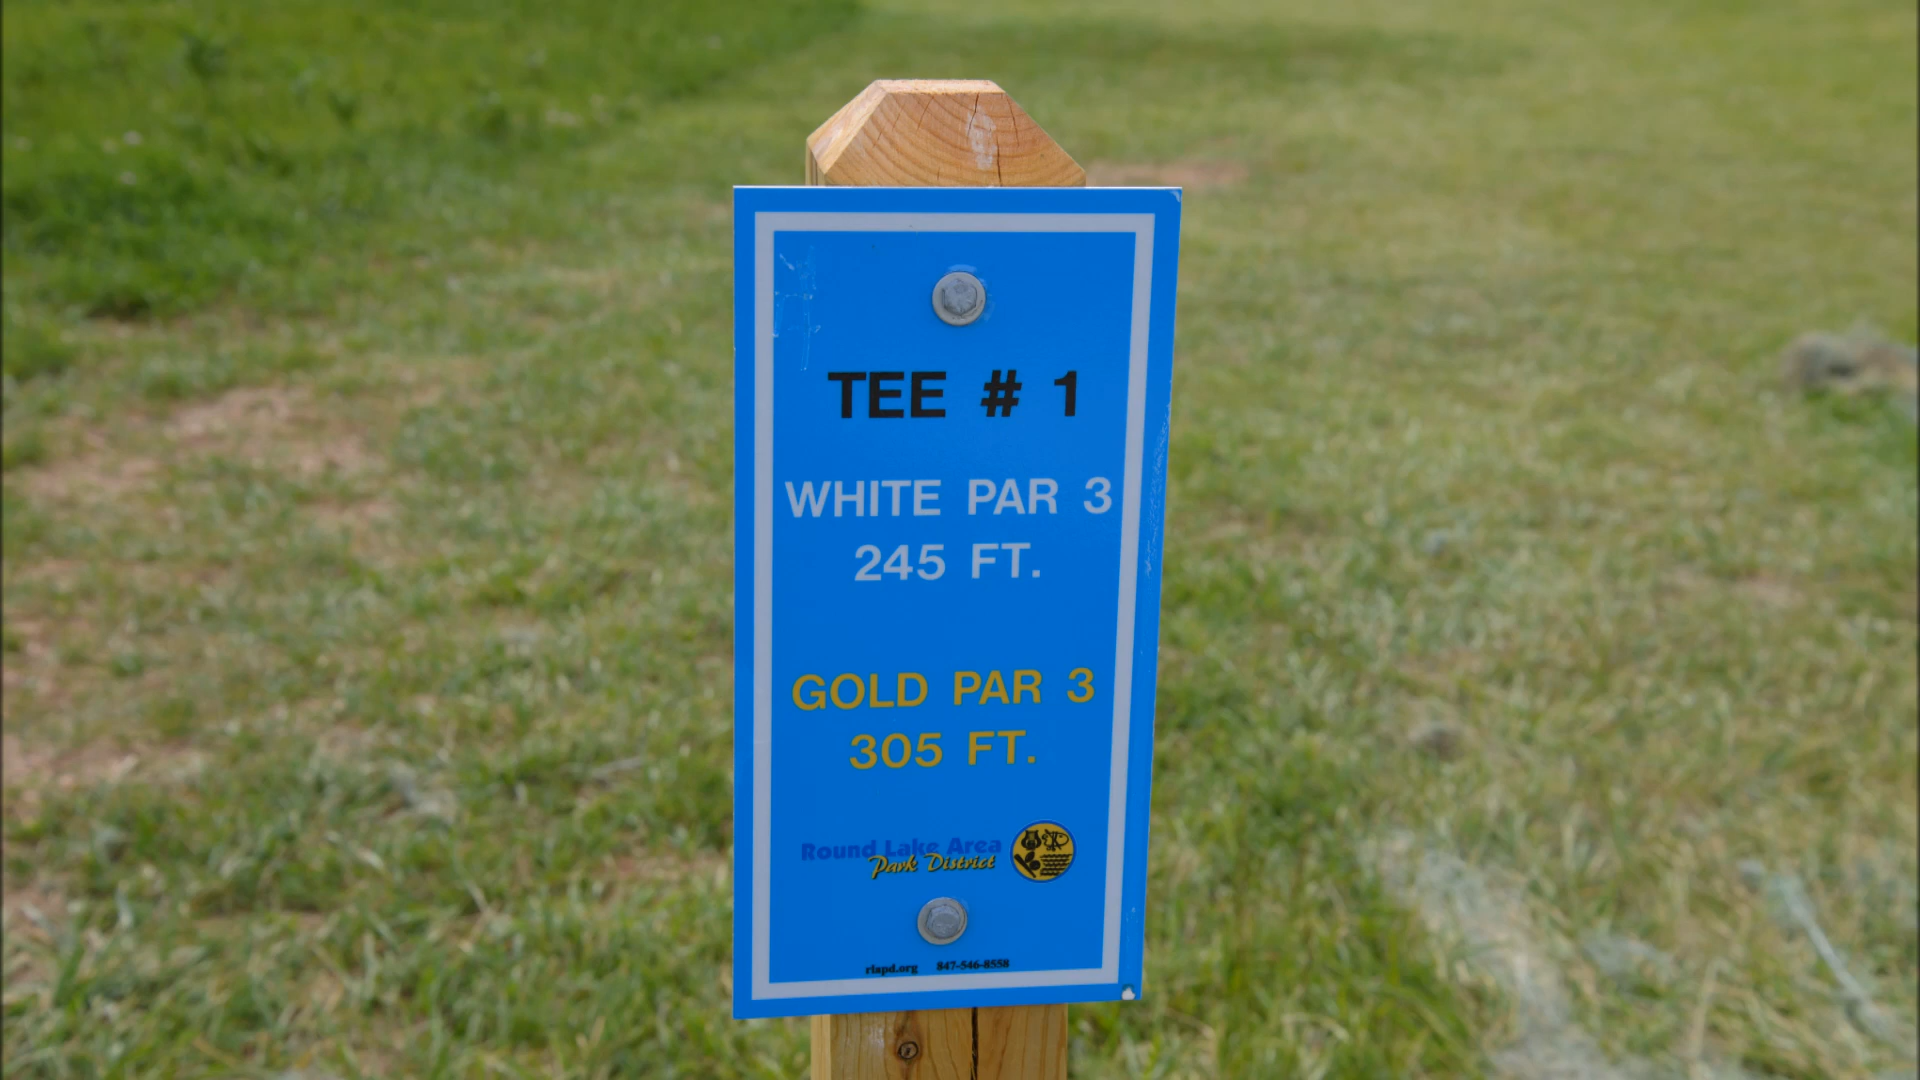 TEE # 1
WHITE PAR 3
245 FT.
GOLD PAR 3
305 FT.
Round Lake Area
Park District
rlapd.org 847-546-8558